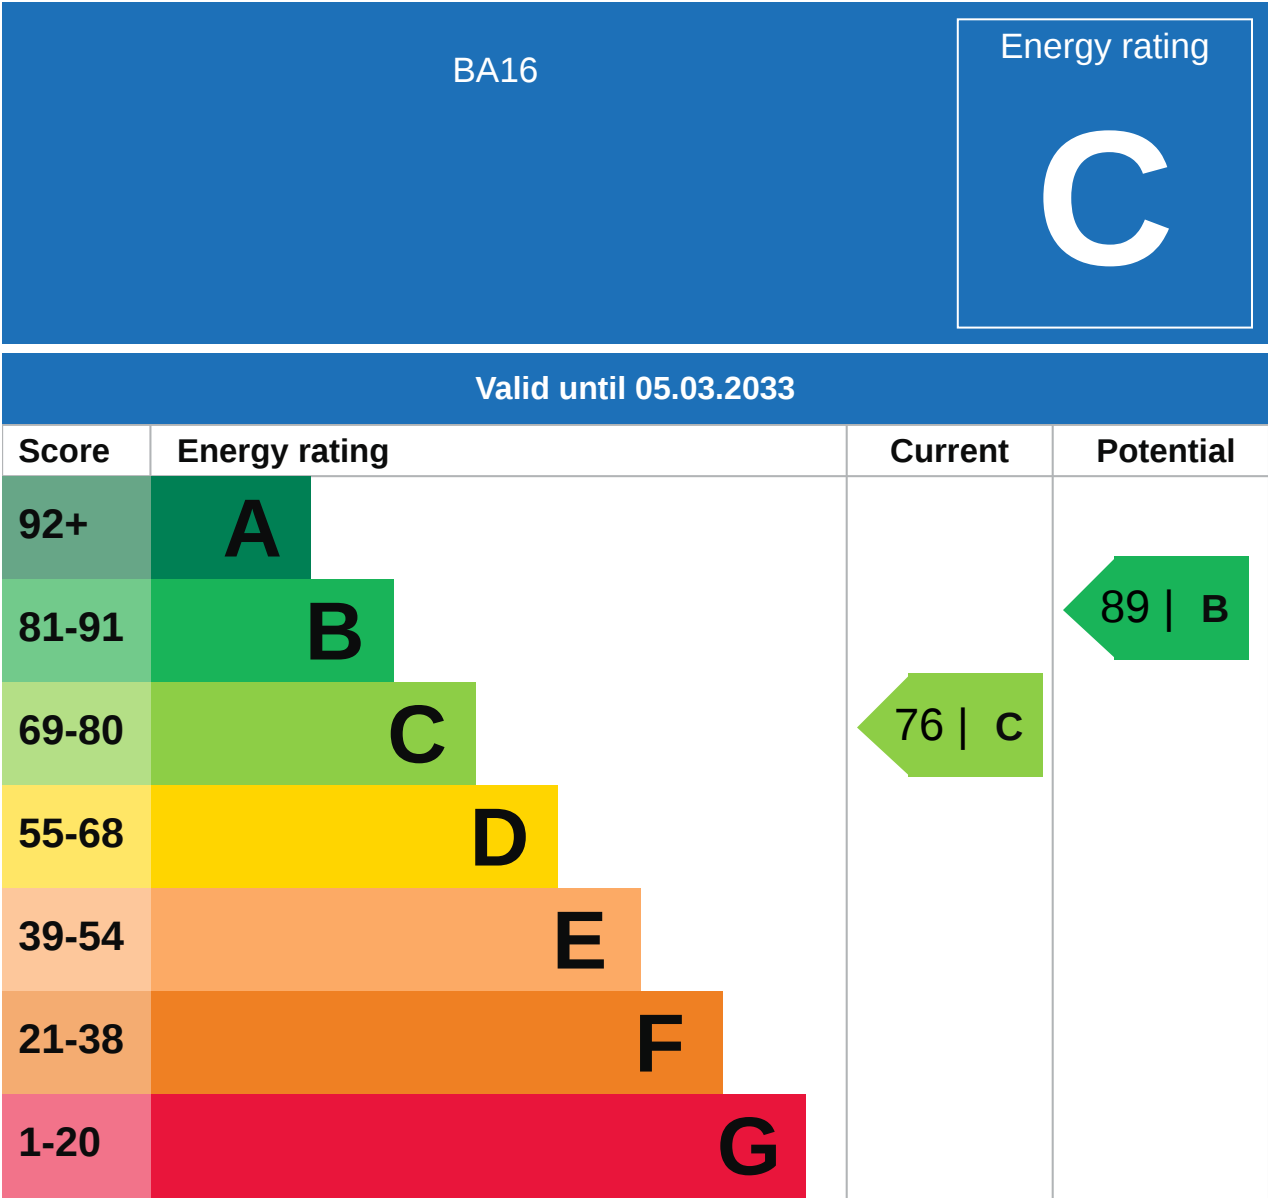 BA16
Energy rating
C
Valid until 05.03.2033
Score Energy rating Current Potential
92+ A
81-91 B
89 | B
69-80 C
76 | C
55-68 D
39-54 E
21-38 F
1-20 G